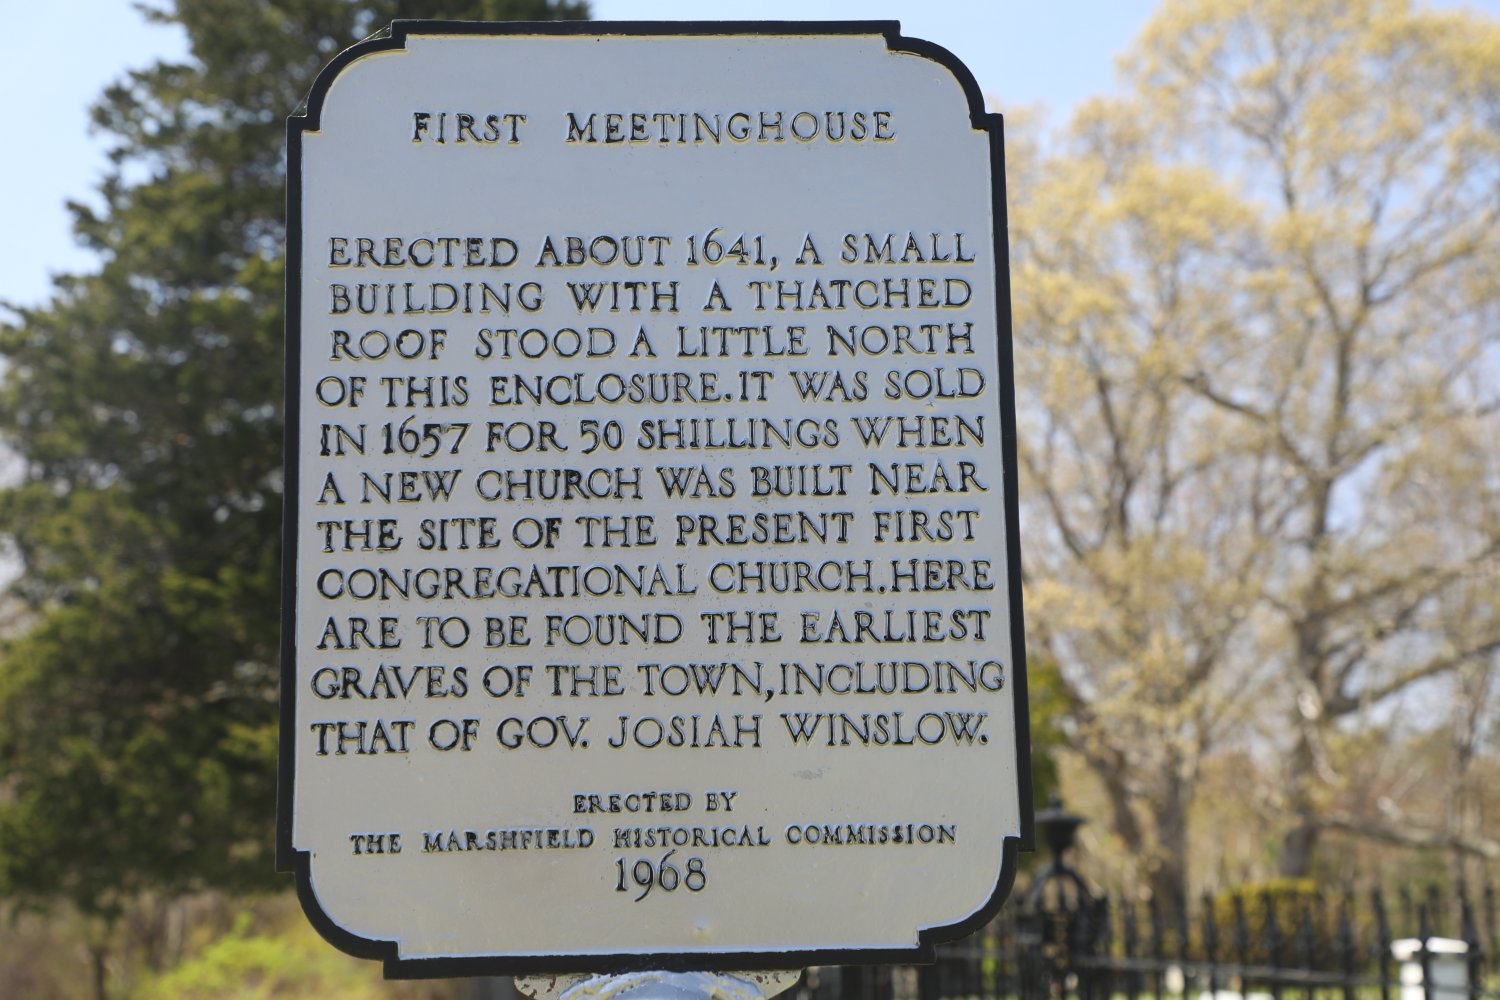 FIRST MEETINGHOUSE
ERECTED ABOUT 1641, A SMALL
BUILDING WITH A THATCHED
ROOF STOOD A LITTLE NORTH
OF THIS ENCLOSURE. IT WAS SOLD
IN 1657 FOR 50 SHILLINGS WHEN
A NEW CHURCH WAS BUILT NEAR
THE SITE OF THE PRESENT FIRST
CONGREGATIONAL CHURCH. HERE
ARE TO BE FOUND THE EARLIEST
GRAVES OF THE TOWN, INCLUDING
THAT OF GOV. JOSIAH WINSLOW.
ERECTED BY
THE MARSHFIELD HISTORICAL COMMISSION
1968